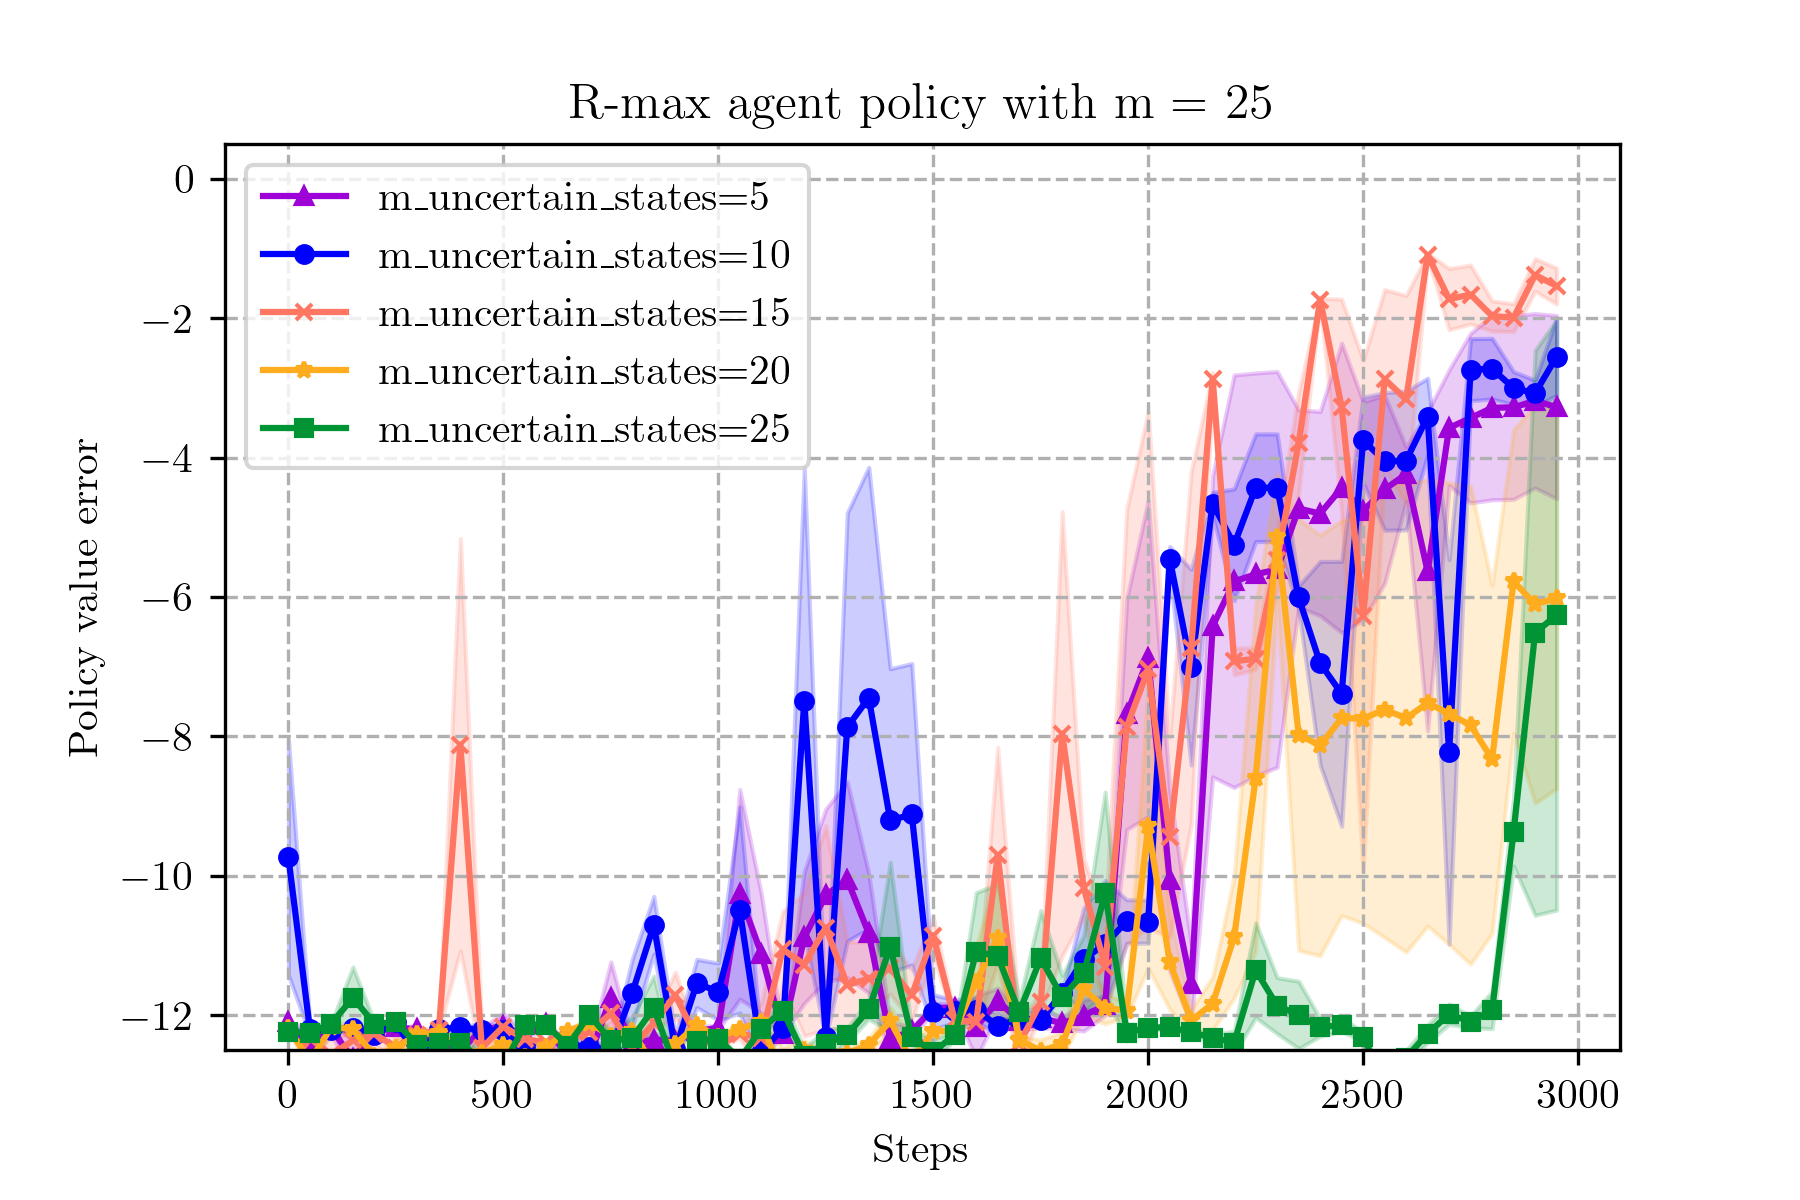 R-max agent policy with m = 25
m_uncertain_states=5
m_uncertain_states=10
m_uncertain_states=15
m_uncertain_states=20
m_uncertain_states=25
Policy value error
0
−2
−4
−6
−8
−10
−12
0 500 1000 1500 2000 2500 3000
Steps